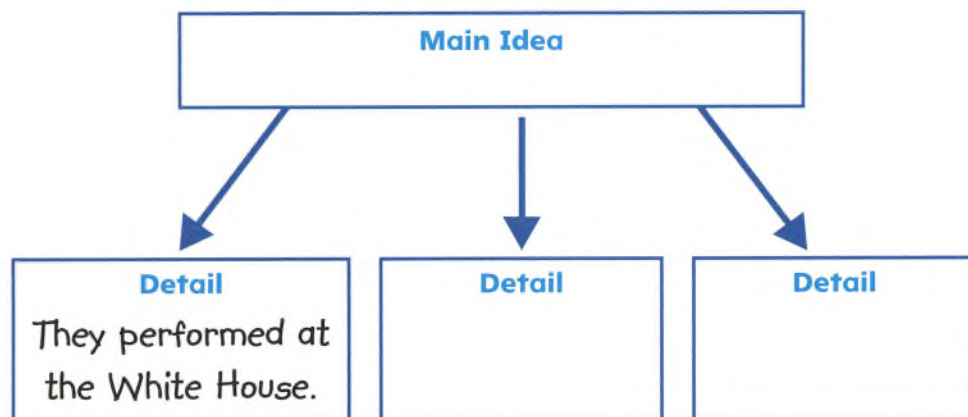 Main Idea
Detail
They performed at
the White House.
Detail
Detail